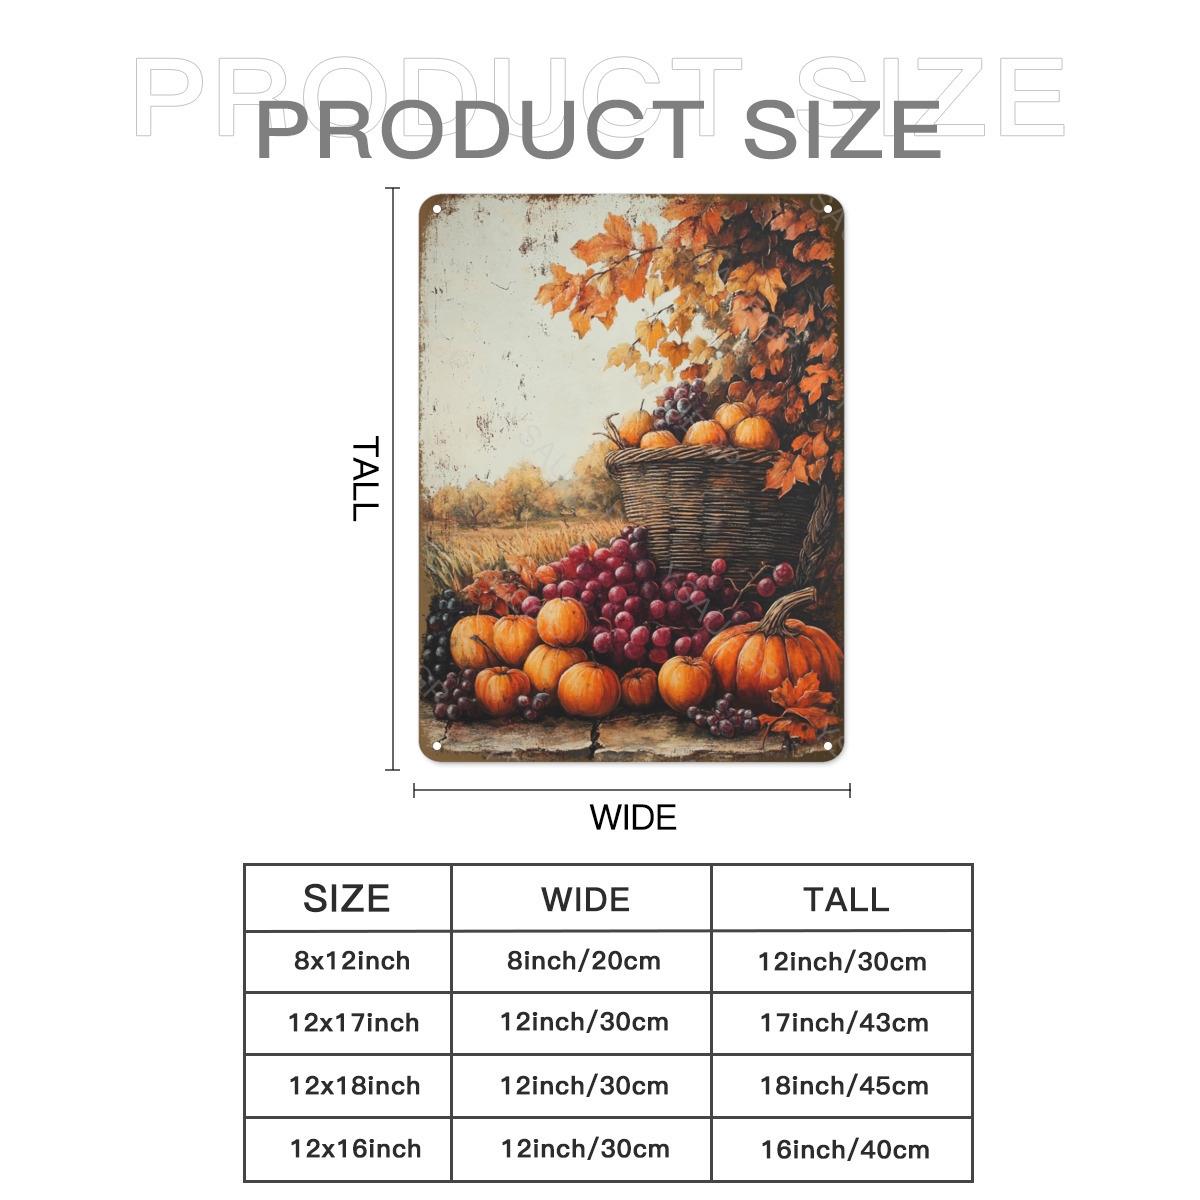 PRODUCT SIZE
PRODUCT SIZE
TALL
WIDE
SIZE WIDE TALL
8x12inch 8inch/20cm 12inch/30cm
12x17inch 12inch/30cm 17inch/43cm
12x18inch 12inch/30cm 18inch/45cm
12x16inch 12inch/30cm 16inch/40cm